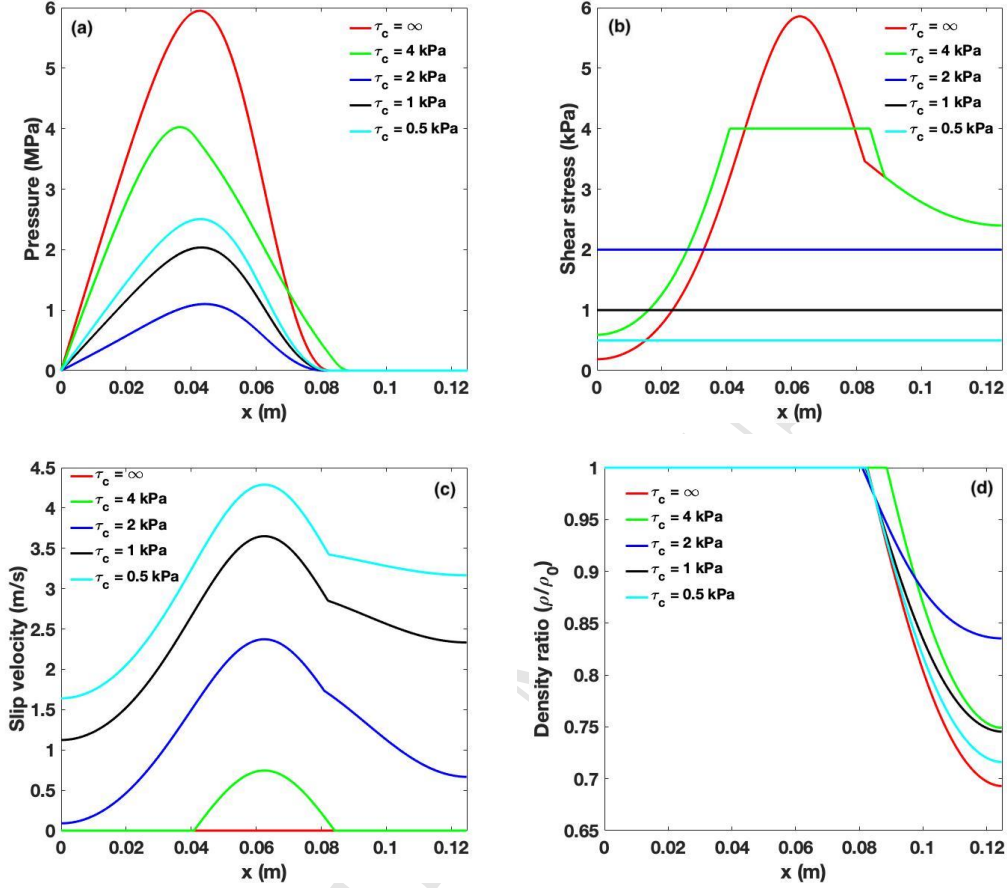 (a)
τc = ∞
τc = 4 kPa
τc = 2 kPa
τc = 1 kPa
τc = 0.5 kPa
Pressure (MPa)
6
5
4
3
2
1
0
0 0.02 0.04 0.06 0.08 0.1 0.12
x (m)
(b)
τc = ∞
τc = 4 kPa
τc = 2 kPa
τc = 1 kPa
τc = 0.5 kPa
Shear stress (kPa)
6
5
4
3
2
1
0
0 0.02 0.04 0.06 0.08 0.1 0.12
x (m)
(c)
τc = ∞
τc = 4 kPa
τc = 2 kPa
τc = 1 kPa
τc = 0.5 kPa
Slip velocity (m/s)
4.5
4
3.5
3
2.5
2
1.5
1
0.5
0
0 0.02 0.04 0.06 0.08 0.1 0.12
x (m)
(d)
τc = ∞
τc = 4 kPa
τc = 2 kPa
τc = 1 kPa
τc = 0.5 kPa
Density ratio (ρ/ρ0)
1
0.95
0.9
0.85
0.8
0.75
0.7
0.65
0 0.02 0.04 0.06 0.08 0.1 0.12
x (m)